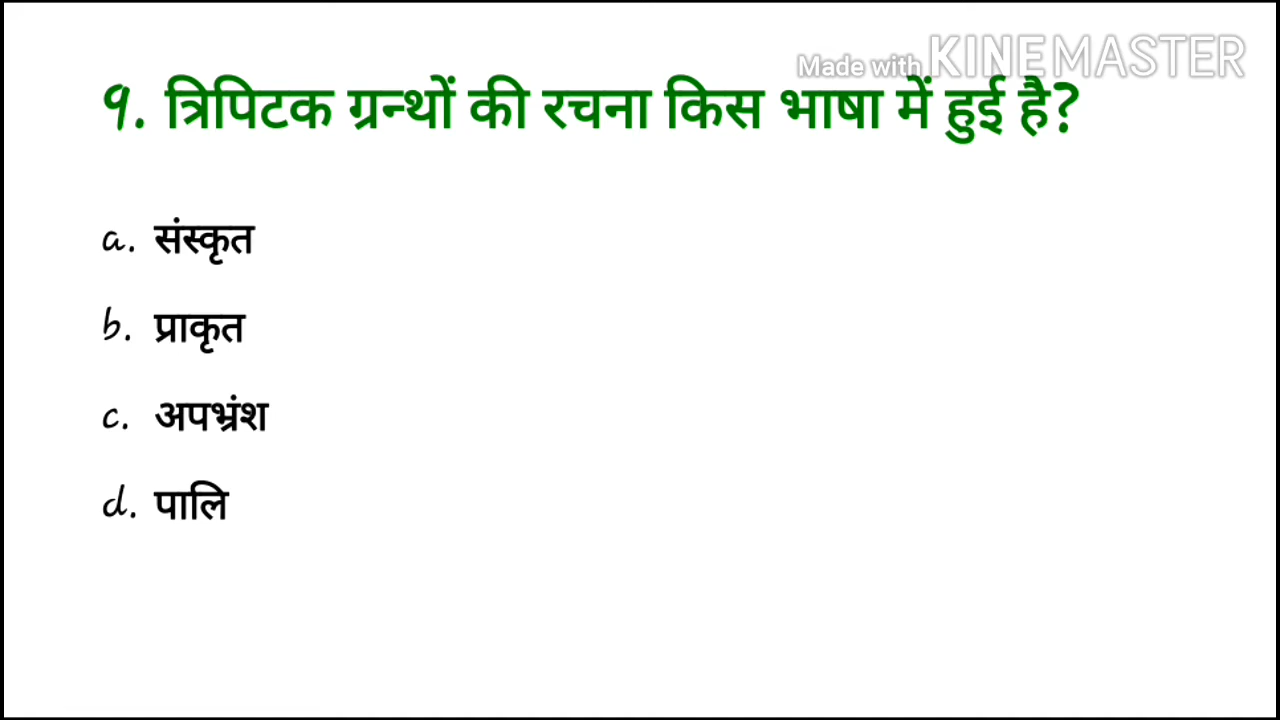 Made with KINEMASTER
9. त्रिपिटक ग्रन्थों की रचना किस भाषा में हुई है?
a. संस्कृत
b. प्राकृत
c. अपभ्रंश
d. पालि